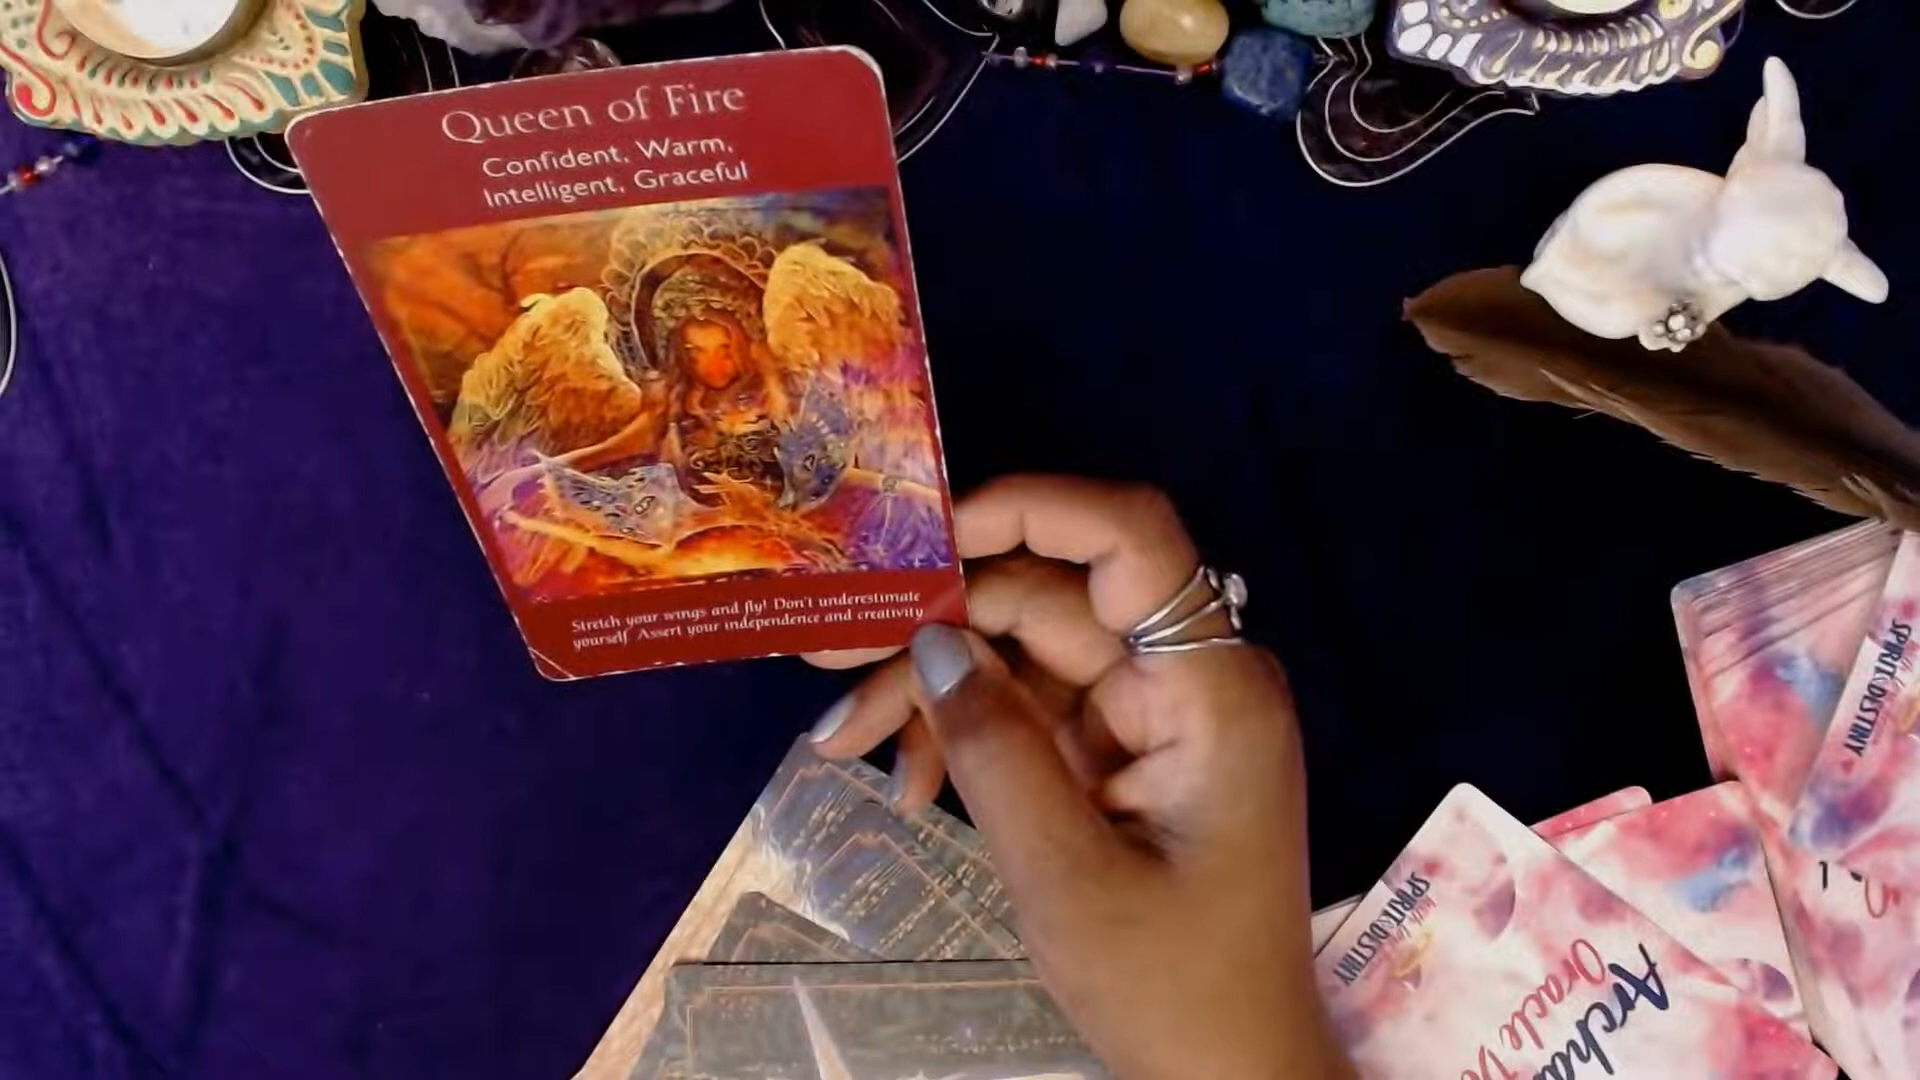 Queen of Fire
Confident, Warm,
Intelligent, Graceful
Stretch your wings and fly! Don't underestimate
yourself. Assert your independence and creativity
SPIRIT & DESTINY
SPIRIT & DESTINY
Oracle